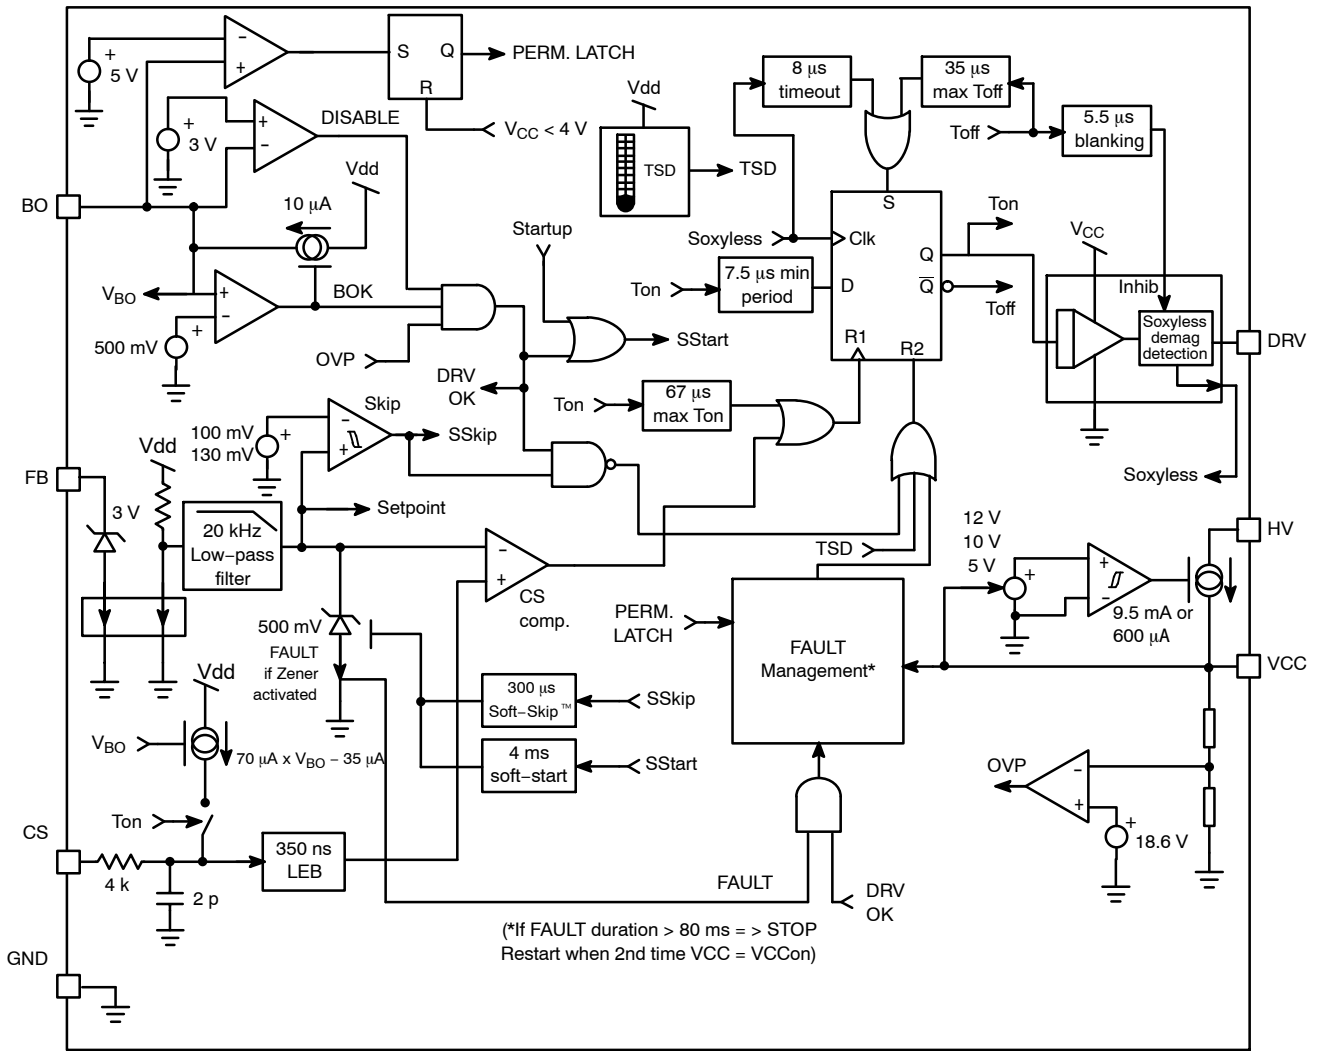 5 V
S Q
R
PERM. LATCH
V_CC < 4 V
3 V
DISABLE
Vdd
10 μA
BO
V_BO
BOK
500 mV
OVP
Startup
SStart
DRV
OK
Vdd
TSD
TSD
8 μs
timeout
35 μs
max Toff
Toff
5.5 μs
blanking
Soxyless
S
Clk
Q
D
Q
R1
R2
Ton
7.5 μs min
period
Ton
Toff
V_CC
Inhib
Soxyless
demag
detection
DRV
Soxyless
Ton
67 μs
max Ton
Skip
100 mV
130 mV
SSkip
Vdd
FB
3 V
20 kHz
Low–pass
filter
Setpoint
CS
comp.
TSD
500 mV
FAULT
if Zener
activated
PERM.
LATCH
FAULT
Management*
300 μs
Soft–Skip™
SSkip
4 ms
soft–start
SStart
12 V
10 V
5 V
HV
9.5 mA or
600 μA
VCC
OVP
18.6 V
Vdd
V_BO
70 μA x V_BO – 35 μA
Ton
CS
4 k
2 p
350 ns
LEB
FAULT
DRV
OK
(*If FAULT duration > 80 ms = > STOP
Restart when 2nd time VCC = VCCon)
GND